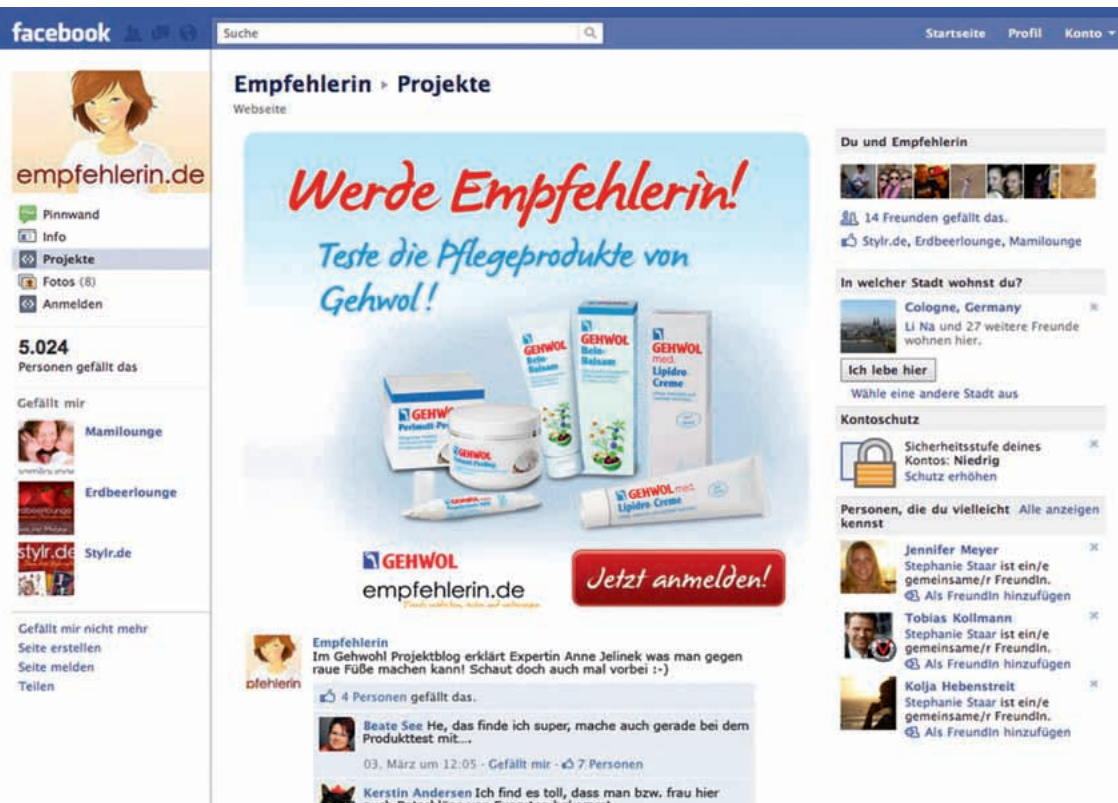 facebook
Suche
Startseite Profil Konto
empfehlerin.de
Pinnwand
Info
Projekte
Fotos (8)
Anmelden
5.024
Personen gefällt das
Gefällt mir
Mamilounge
Erdbeerlounge
stylr.de
Stylr.de
Gefällt mir nicht mehr
Seite erstellen
Seite melden
Teilen
Empfehlerin ▸ Projekte
Webseite
Werde Empfehlerin!
Teste die Pflegeprodukte von
Gehwol!
GEHWOL
Bein-
Balsam
GEHWOL
Bein-
Balsam
GEHWOL
med.
Lipidro-
Creme
GEHWOL
GEHWOL med.
Lipidro-Creme
GEHWOL
empfehlerin.de
Jetzt anmelden!
Empfehlerin
Im Gehwohl Projektblog erklärt Expertin Anne Jelinek was man gegen
raue Füße machen kann! Schaut doch auch mal vorbei :-)
4 Personen gefällt das.
Beate See He, das finde ich super, mache auch gerade bei dem
Produkttest mit....
03. März um 12:05 · Gefällt mir · 7 Personen
Kerstin Andersen Ich find es toll, dass man bzw. frau hier
Du und Empfehlerin
14 Freunden gefällt das.
Stylr.de, Erdbeerlounge, Mamilounge
In welcher Stadt wohnst du?
Cologne, Germany
Li Na und 27 weitere Freunde
wohnen hier.
Ich lebe hier
Wähle eine andere Stadt aus
Kontoschutz
Sicherheitsstufe deines
Kontos: Niedrig
Schutz erhöhen
Personen, die du vielleicht Alle anzeigen
kennst
Jennifer Meyer
Stephanie Staar ist ein/e
gemeinsame/r FreundIn.
Als FreundIn hinzufügen
Tobias Kollmann
Stephanie Staar ist ein/e
gemeinsame/r FreundIn.
Als FreundIn hinzufügen
Kolja Hebenstreit
Stephanie Staar ist ein/e
gemeinsame/r FreundIn.
Als FreundIn hinzufügen